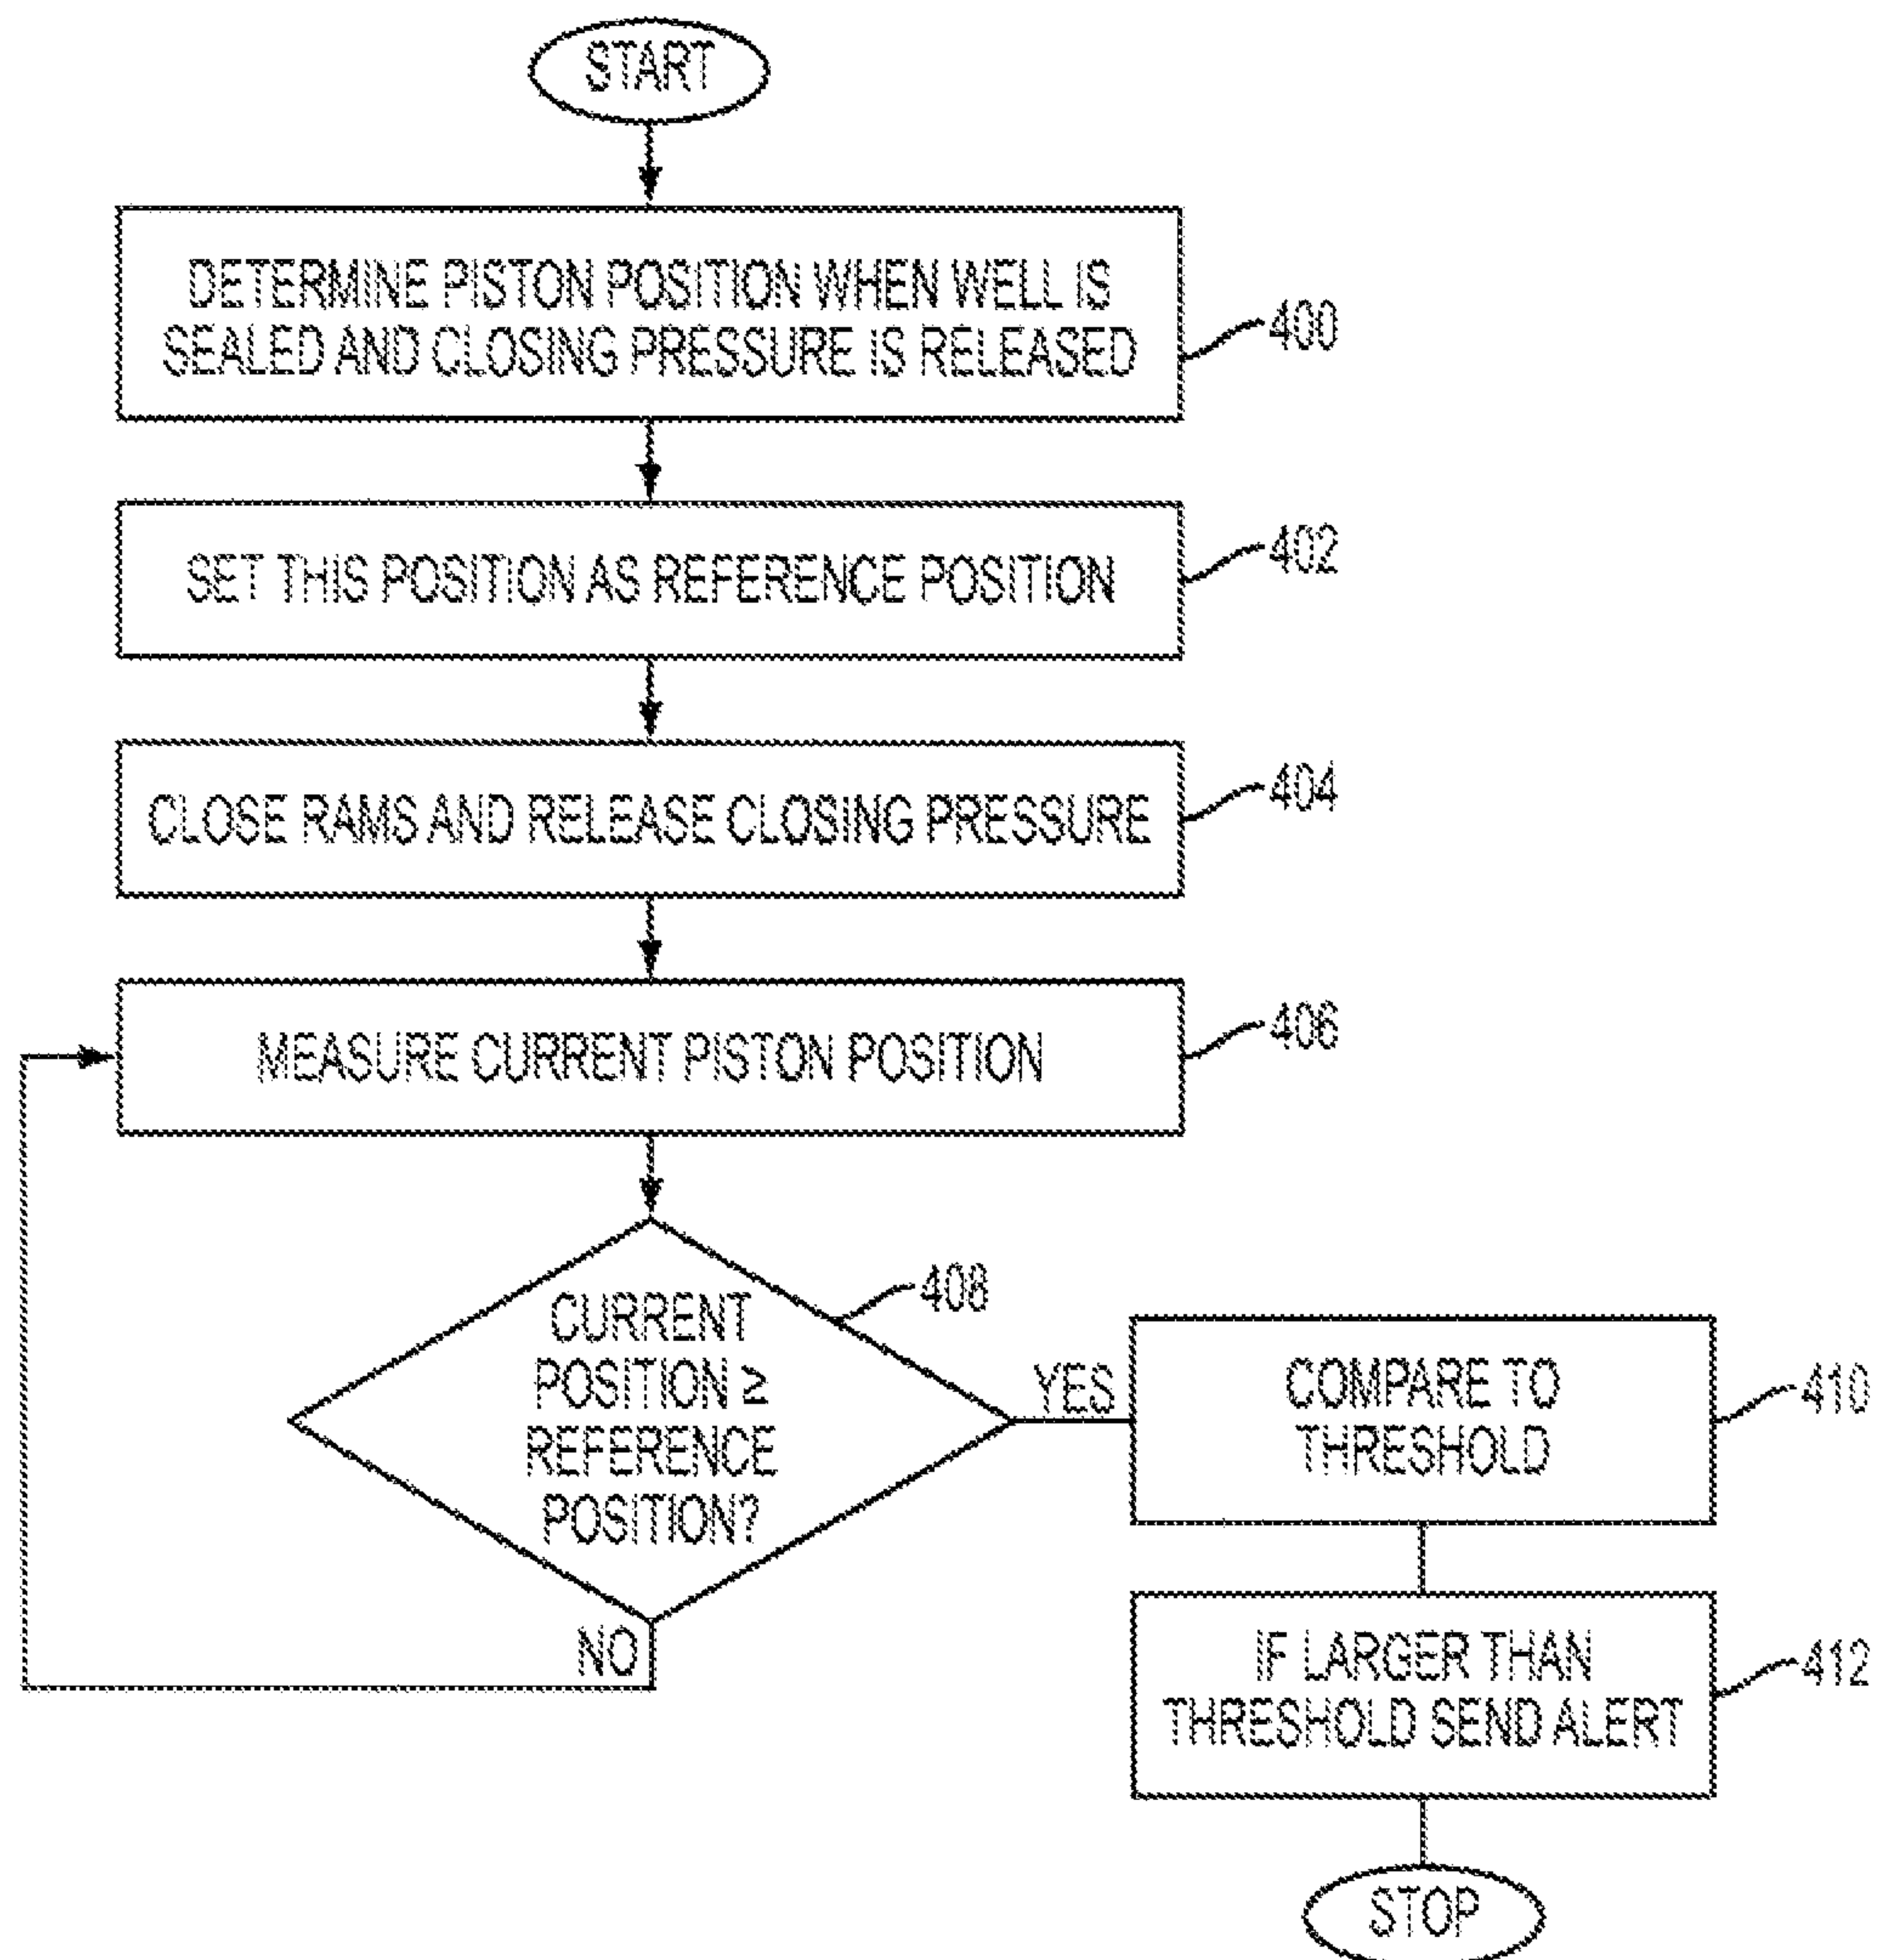 START
DETERMINE PISTON POSITION WHEN WELL IS
SEALED AND CLOSING PRESSURE IS RELEASED
400
SET THIS POSITION AS REFERENCE POSITION
402
CLOSE RAMS AND RELEASE CLOSING PRESSURE
404
MEASURE CURRENT PISTON POSITION
406
CURRENT
POSITION ≥
REFERENCE
POSITION?
408
YES
NO
COMPARE TO
THRESHOLD
410
IF LARGER THAN
THRESHOLD SEND ALERT
412
STOP